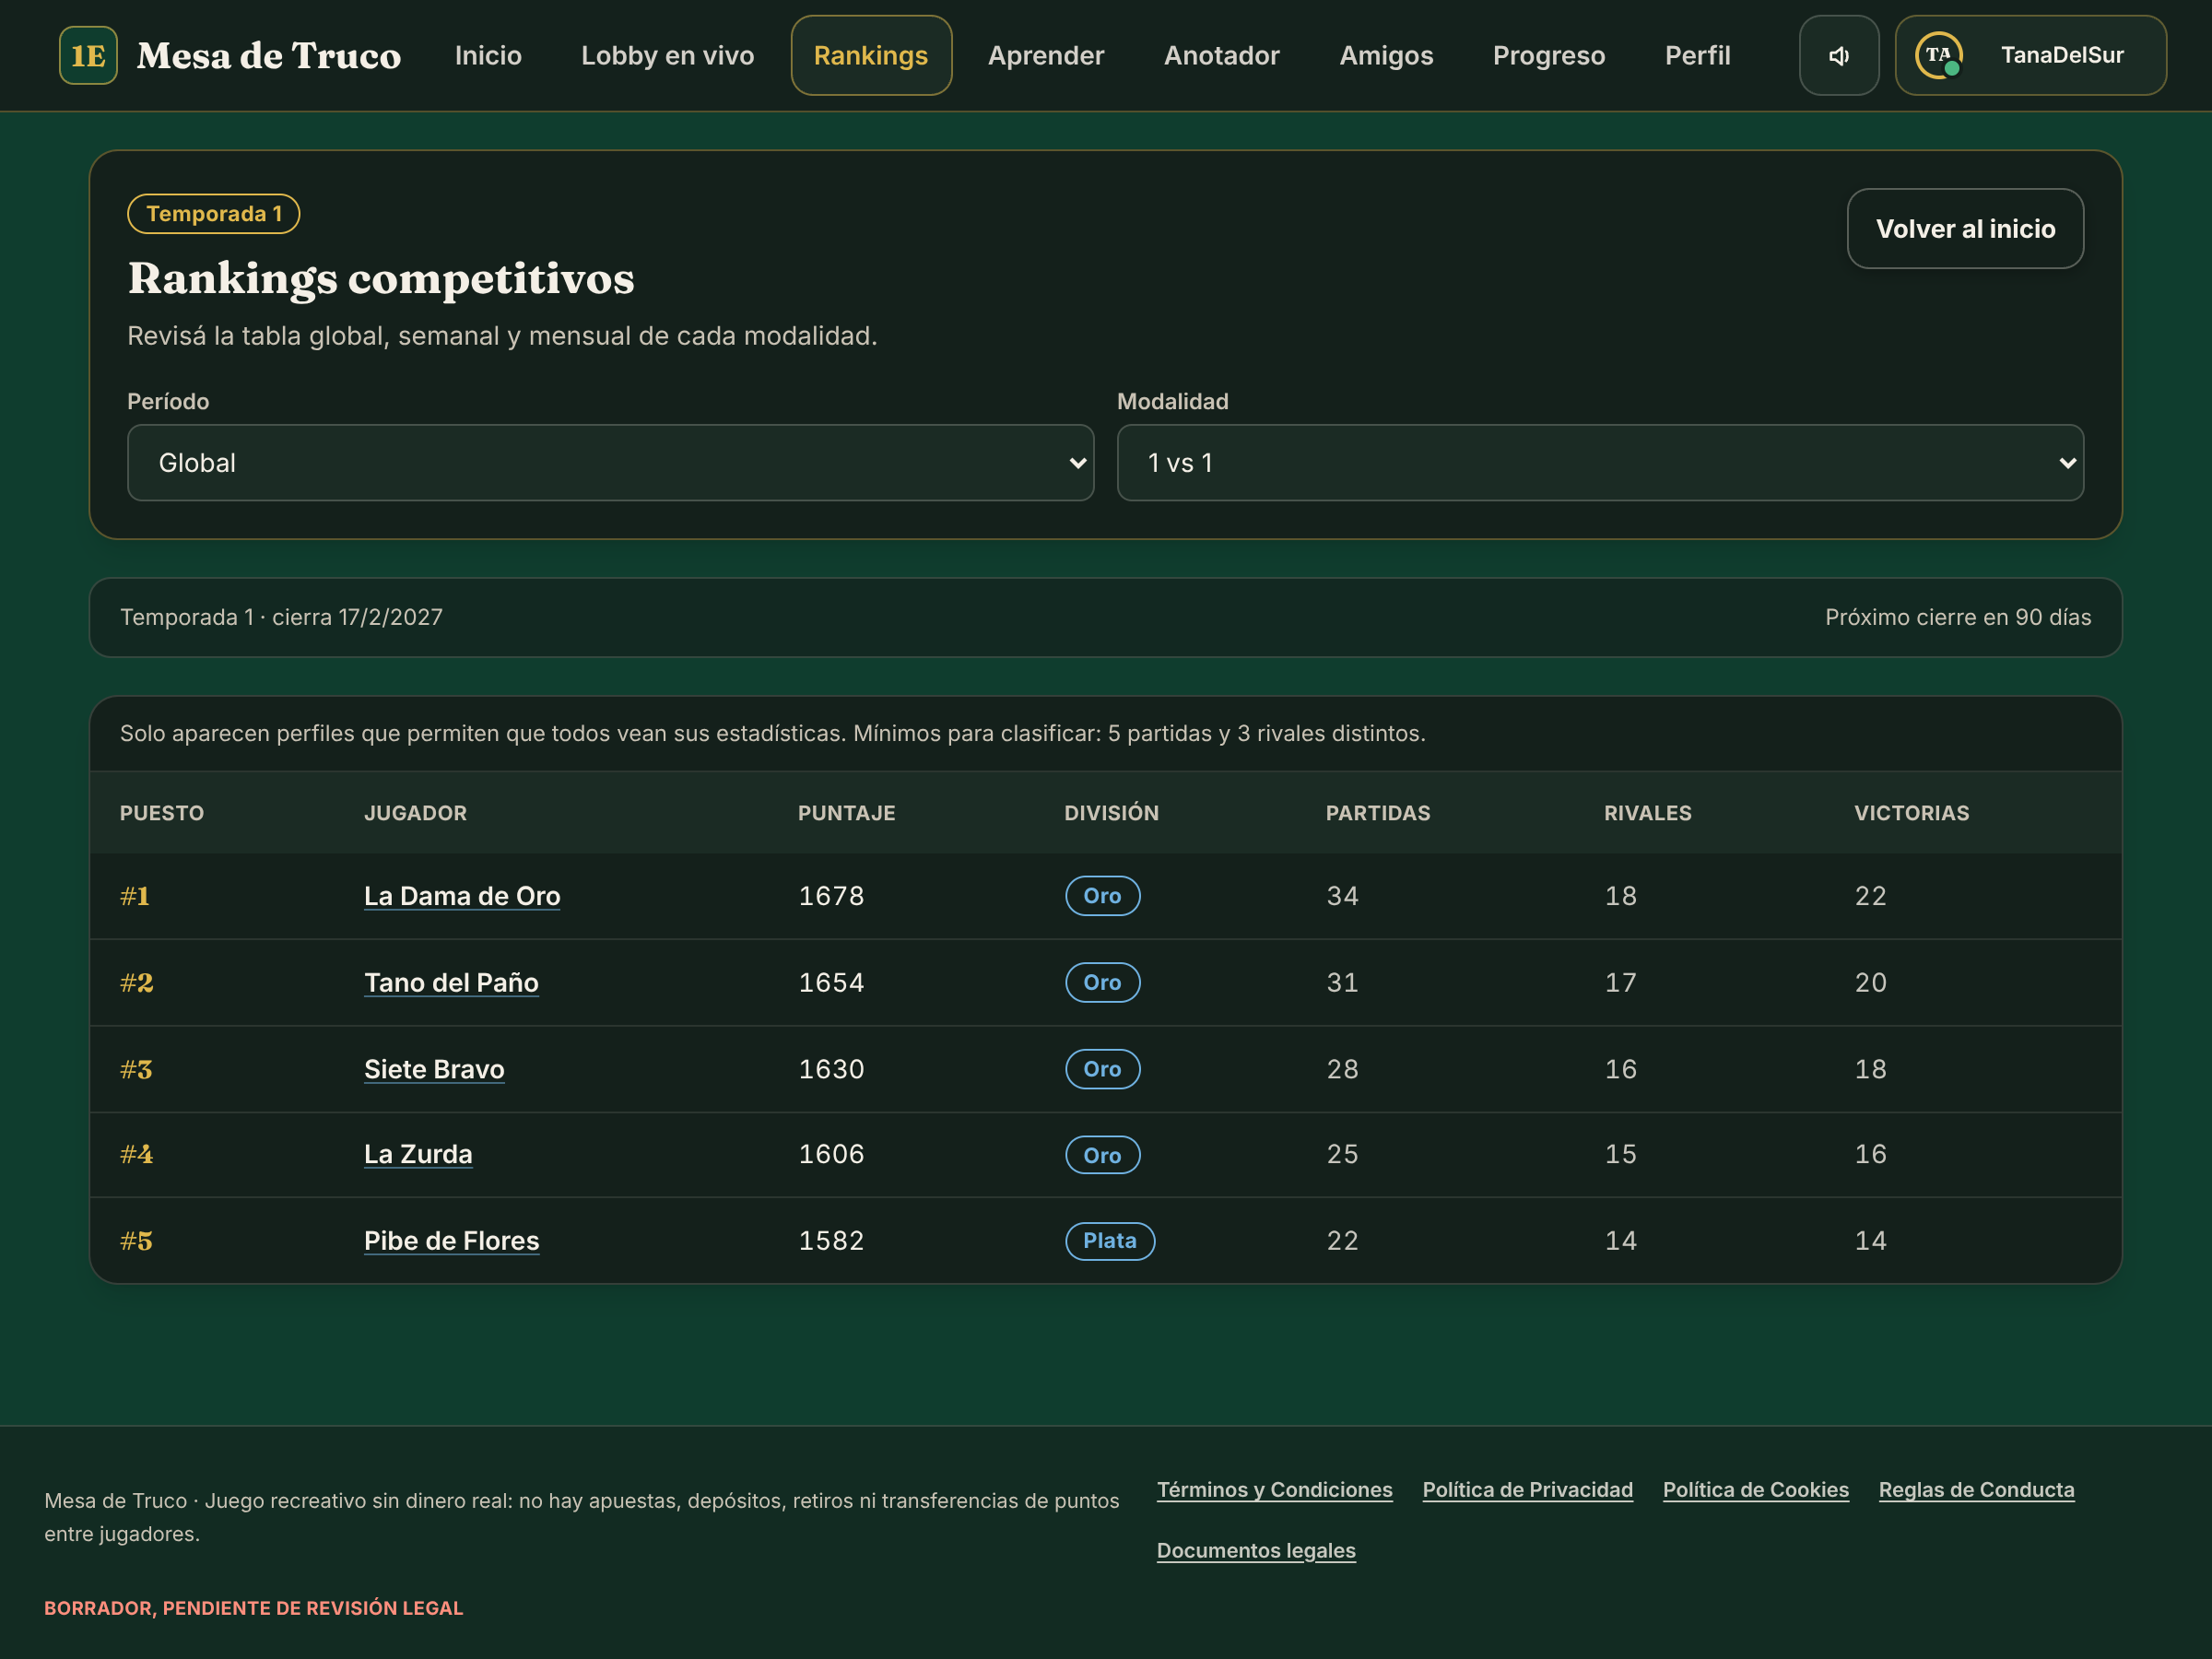 1E Mesa de Truco Inicio Lobby en vivo Rankings Aprender Anotador Amigos Progreso Perfil TA TanaDelSur
Temporada 1
Volver al inicio
Rankings competitivos
Revisá la tabla global, semanal y mensual de cada modalidad.
Período Modalidad
Global 1 vs 1
Temporada 1 · cierra 17/2/2027 Próximo cierre en 90 días
Solo aparecen perfiles que permiten que todos vean sus estadísticas. Mínimos para clasificar: 5 partidas y 3 rivales distintos.
PUESTO JUGADOR PUNTAJE DIVISIÓN PARTIDAS RIVALES VICTORIAS
#1 La Dama de Oro 1678 Oro 34 18 22
#2 Tano del Paño 1654 Oro 31 17 20
#3 Siete Bravo 1630 Oro 28 16 18
#4 La Zurda 1606 Oro 25 15 16
#5 Pibe de Flores 1582 Plata 22 14 14
Mesa de Truco · Juego recreativo sin dinero real: no hay apuestas, depósitos, retiros ni transferencias de puntos
entre jugadores.
BORRADOR, PENDIENTE DE REVISIÓN LEGAL
Términos y Condiciones Política de Privacidad Política de Cookies Reglas de Conducta
Documentos legales